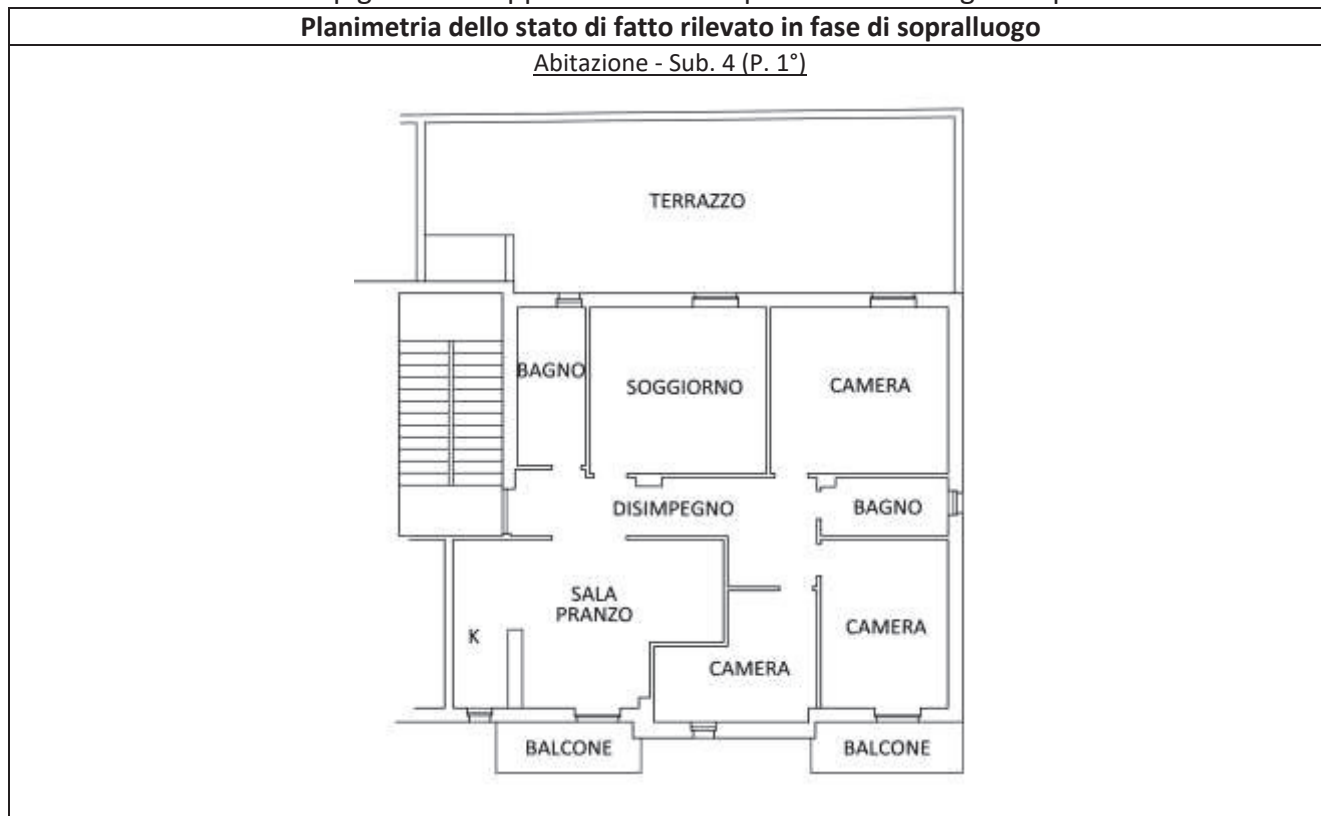 Planimetria dello stato di fatto rilevato in fase di sopralluogo
Abitazione - Sub. 4 (P. 1°)
TERRAZZO
BAGNO
SOGGIORNO
CAMERA
DISIMPEGNO
BAGNO
SALA
PRANZO
K
CAMERA
CAMERA
BALCONE
BALCONE